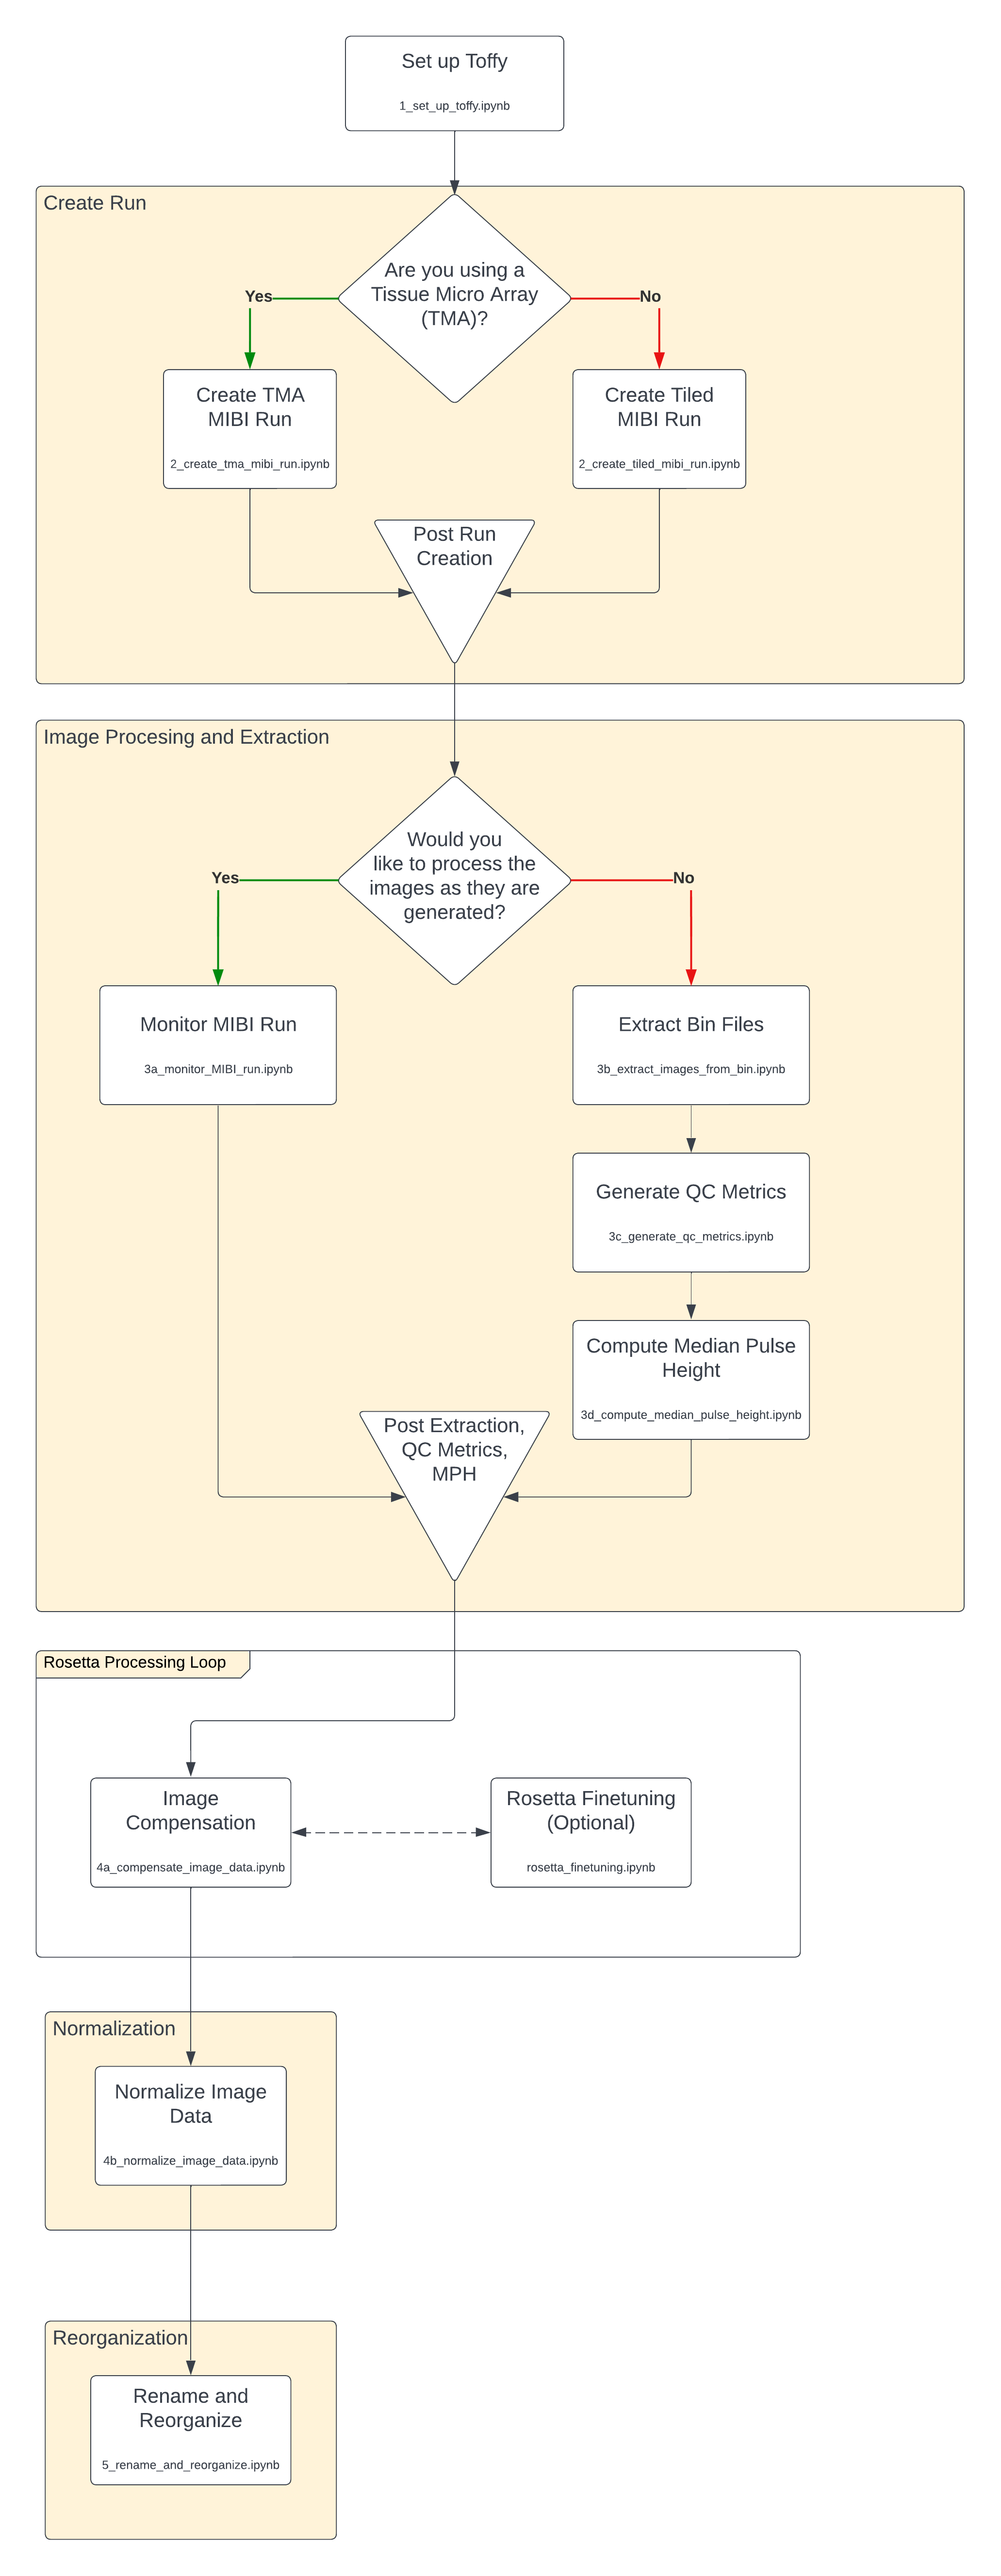 Set up Toffy
1_set_up_toffy.ipynb
Create Run
Are you using a
Tissue Micro Array
(TMA)?
Yes
No
Create TMA
MIBI Run
2_create_tma_mibi_run.ipynb
Create Tiled
MIBI Run
2_create_tiled_mibi_run.ipynb
Post Run
Creation
Image Procesing and Extraction
Would you
like to process the
images as they are
generated?
Yes
No
Monitor MIBI Run
3a_monitor_MIBI_run.ipynb
Extract Bin Files
3b_extract_images_from_bin.ipynb
Generate QC Metrics
3c_generate_qc_metrics.ipynb
Compute Median Pulse
Height
3d_compute_median_pulse_height.ipynb
Post Extraction,
QC Metrics,
MPH
Rosetta Processing Loop
Image
Compensation
4a_compensate_image_data.ipynb
Rosetta Finetuning
(Optional)
rosetta_finetuning.ipynb
Normalization
Normalize Image
Data
4b_normalize_image_data.ipynb
Reorganization
Rename and
Reorganize
5_rename_and_reorganize.ipynb